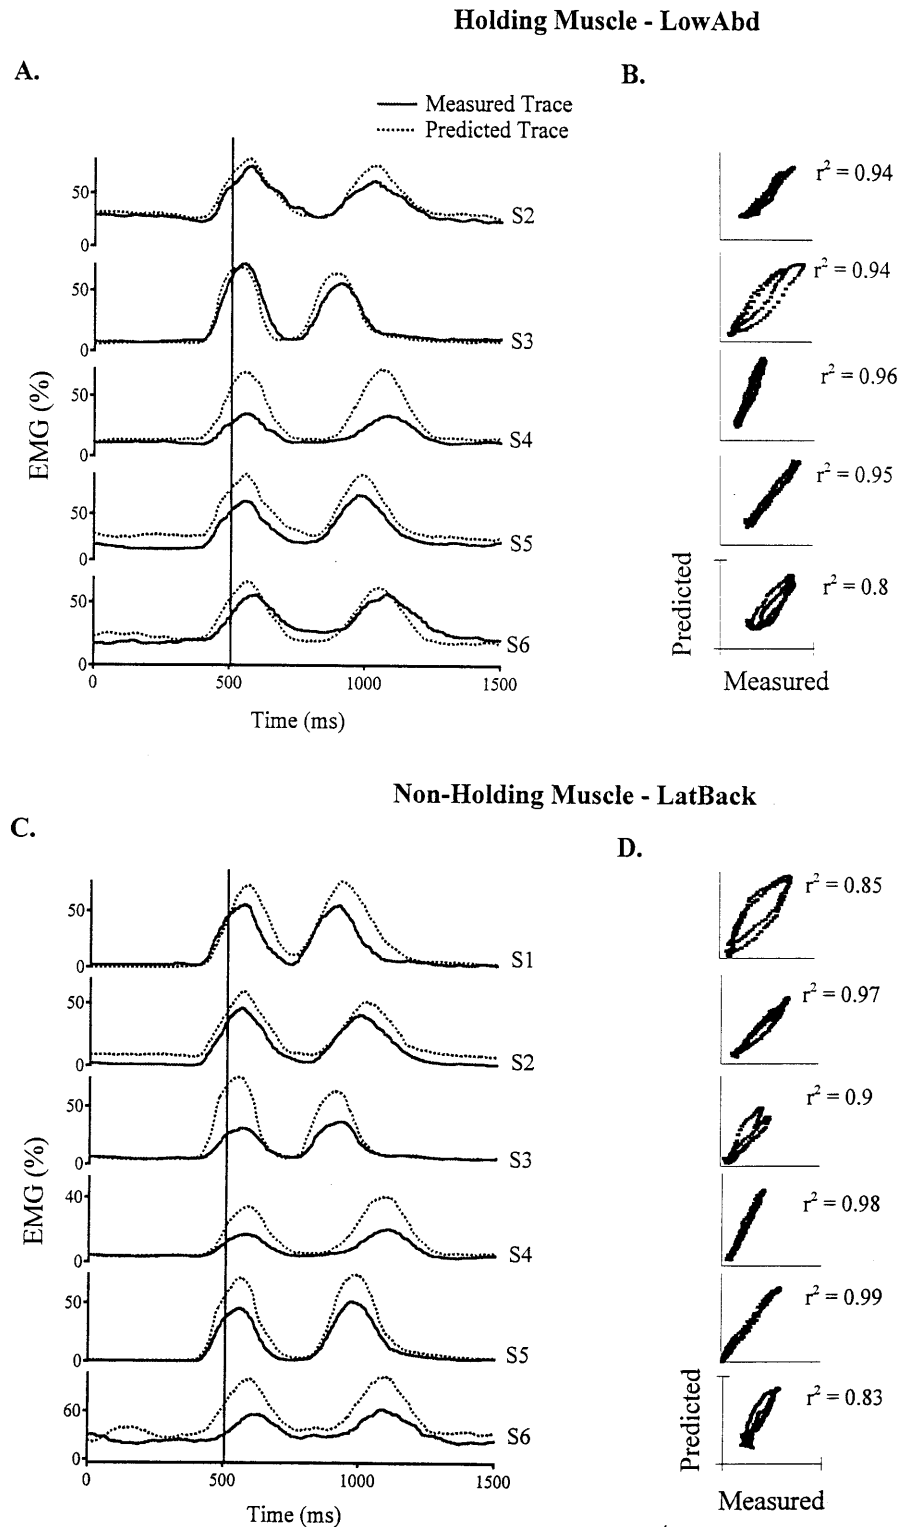 Holding Muscle - LowAbd
A.
B.
Measured Trace
Predicted Trace
50
0
S2
r² = 0.94
50
0
S3
r² = 0.94
50
0
S4
r² = 0.96
50
0
S5
r² = 0.95
50
0
S6
r² = 0.8
EMG (%)
0 500 1000 1500
Time (ms)
Predicted
Measured
Non-Holding Muscle - LatBack
C.
D.
50
0
S1
r² = 0.85
50
0
S2
r² = 0.97
50
0
S3
r² = 0.9
40
0
S4
r² = 0.98
50
0
S5
r² = 0.99
60
0
S6
r² = 0.83
EMG (%)
0 500 1000 1500
Time (ms)
Predicted
Measured